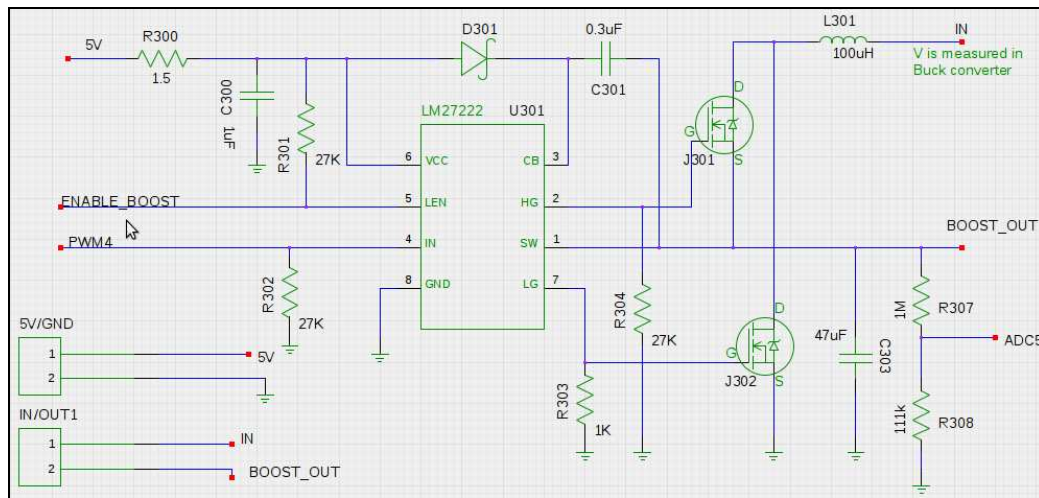 5V
R300
1.5
C300
1uF
R301
27K
D301
0.3uF
C301
L301
100uH
IN
V is measured in
Buck converter
LM27222
U301
6
VCC
CB
3
5
LEN
HG
2
4
IN
SW
1
8
GND
LG
7
ENABLE_BOOST
PWM4
R302
27K
D
G
S
J301
BOOST_OUT
R304
27K
R303
1K
D
G
S
J302
47uF
C303
1M
R307
ADC5
111k
R308
5V/GND
1
2
5V
IN/OUT1
1
2
IN
BOOST_OUT